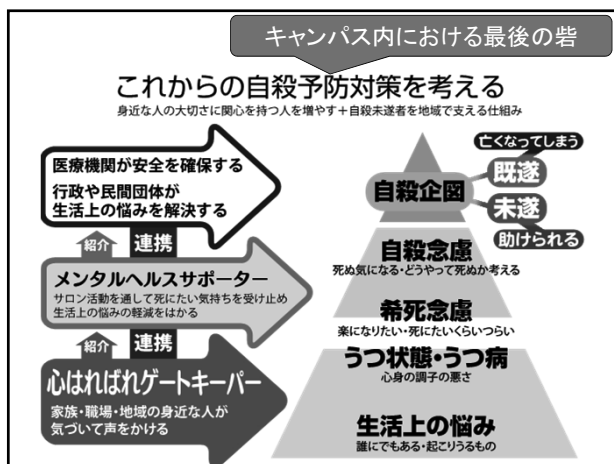 キャンパス内における最後の砦
これからの自殺予防対策を考える
身近な人の大切さに関心を持つ人を増やす＋自殺未遂者を地域で支える仕組み
医療機関が安全を確保する
行政や民間団体が
生活上の悩みを解決する
紹介
連携
メンタルヘルスサポーター
サロン活動を通して死にたい気持ちを受け止め
生活上の悩みの軽減をはかる
紹介
連携
心はればれゲートキーパー
家族・職場・地域の身近な人が
気づいて声をかける
亡くなってしまう
既遂
自殺企図
未遂
助けられる
自殺念慮
死ぬ気になる・どうやって死ぬか考える
希死念慮
楽になりたい・死にたいくらいつらい
うつ状態・うつ病
心身の調子の悪さ
生活上の悩み
誰にでもある・起こりうるもの